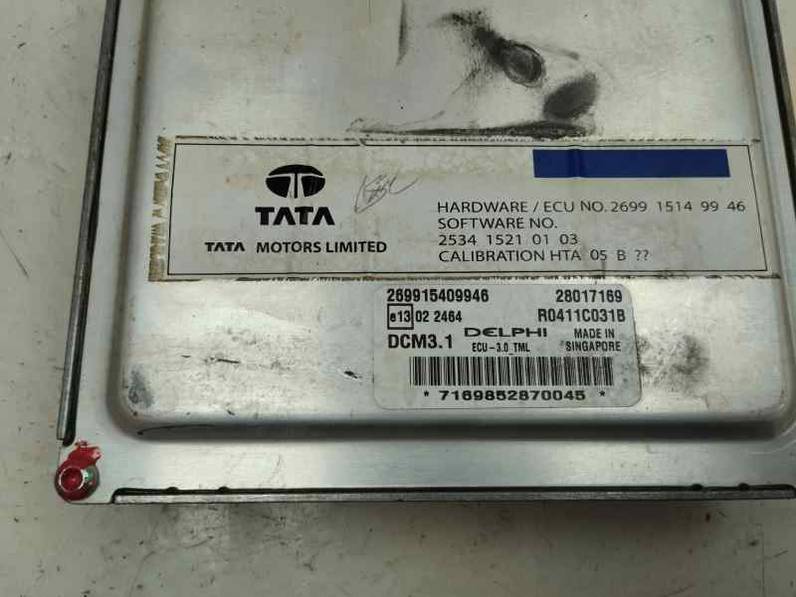 TATA
TATA MOTORS LIMITED
HARDWARE / ECU NO. 2699 1514 99 46
SOFTWARE NO.
2534 1521 01 03
CALIBRATION HTA 05 B ??
269915409946 28017169
e13 02 2464 R0411C031B
DCM3.1 DELPHI MADE IN
ECU-3.0_TML SINGAPORE
* 7169852870045 *